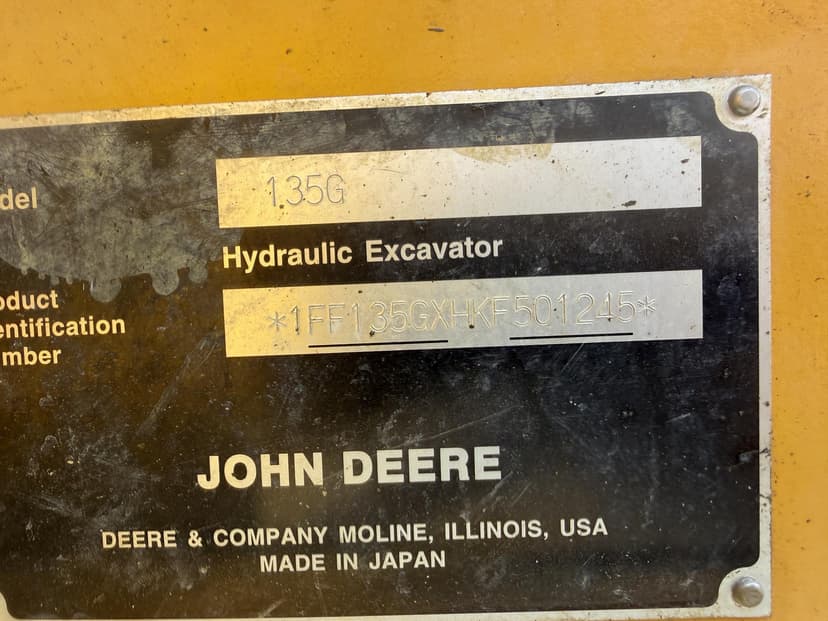 del
135G
Hydraulic Excavator
oduct
entification
mber
*1FF135GXHKF501245*
JOHN DEERE
DEERE & COMPANY MOLINE, ILLINOIS, USA
MADE IN JAPAN